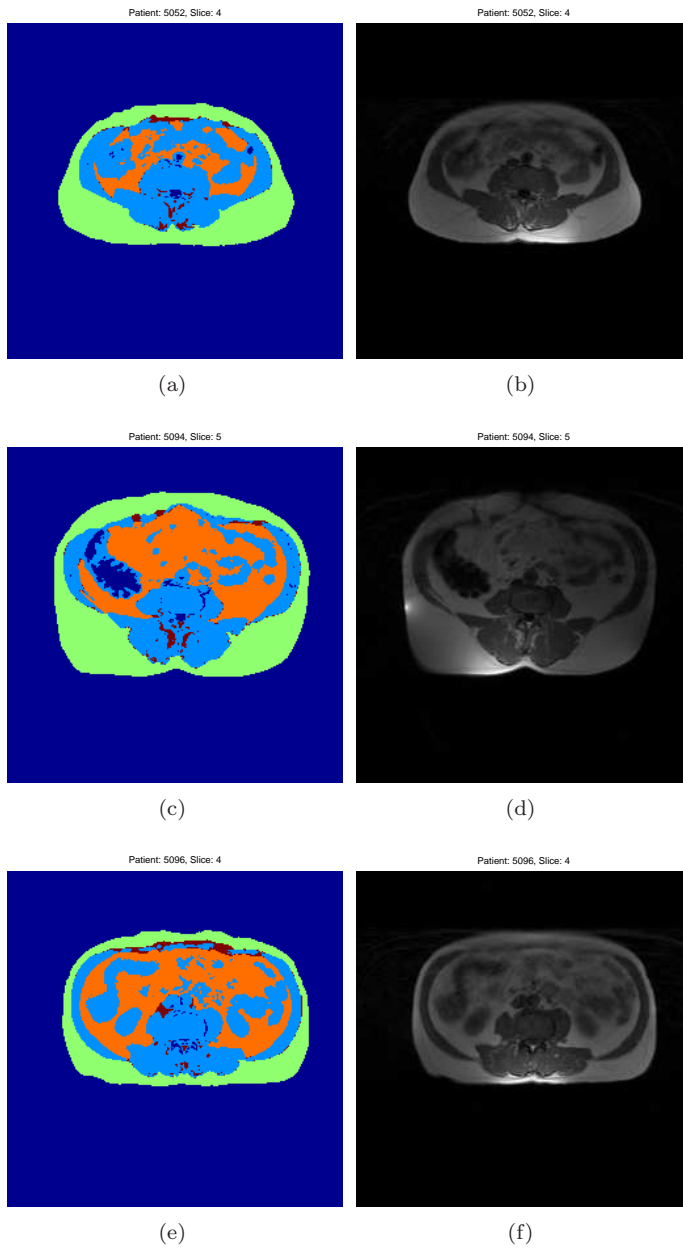 Patient: 5052, Slice: 4
Patient: 5052, Slice: 4
(a)
(b)
Patient: 5094, Slice: 5
Patient: 5094, Slice: 5
(c)
(d)
Patient: 5096, Slice: 4
Patient: 5096, Slice: 4
(e)
(f)